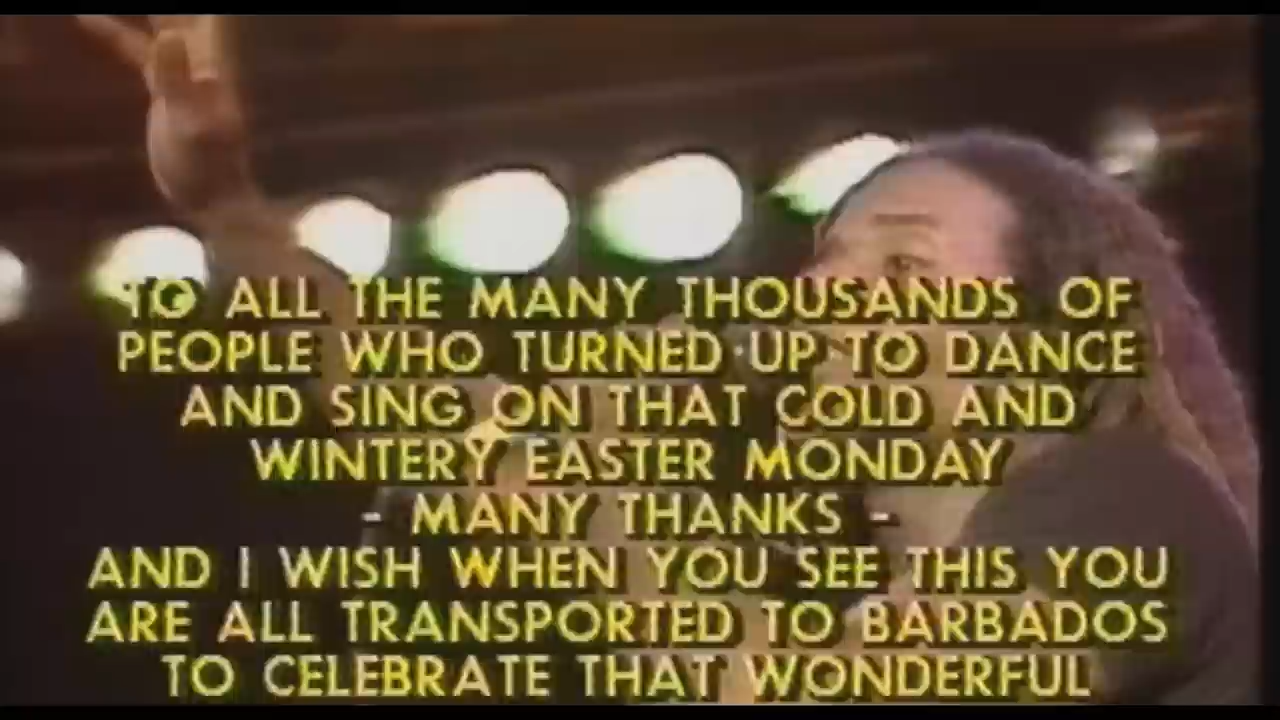 TO ALL THE MANY THOUSANDS OF
PEOPLE WHO TURNED UP TO DANCE
AND SING ON THAT COLD AND
WINTERY EASTER MONDAY
- MANY THANKS -
AND I WISH WHEN YOU SEE THIS YOU
ARE ALL TRANSPORTED TO BARBADOS
TO CELEBRATE THAT WONDERFUL